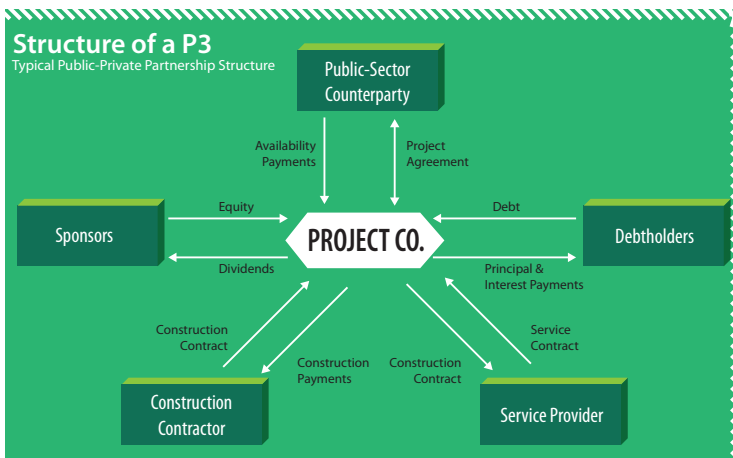 Structure of a P3
Typical Public-Private Partnership Structure
Public-Sector
Counterparty
Availability
Payments
Project
Agreement
Sponsors
Equity
Dividends
PROJECT CO.
Debt
Principal &
Interest Payments
Debtholders
Construction
Contract
Construction
Payments
Construction
Contract
Service
Contract
Construction
Contractor
Service Provider